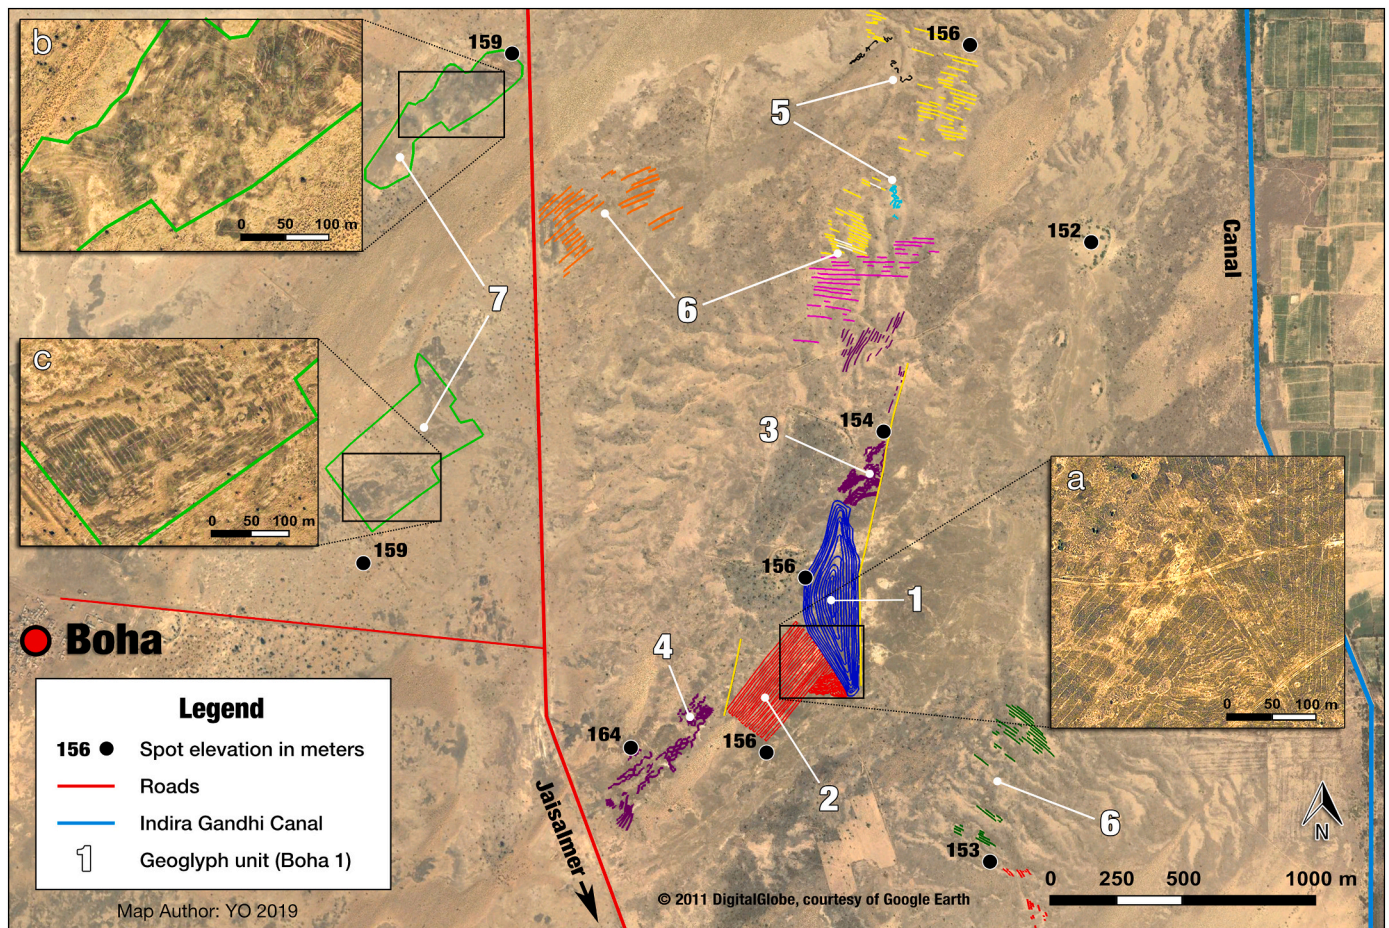 b
0 50 100 m
159
156
5
152
Canal
6
7
c
0 50 100 m
159
154
3
a
0 50 100 m
156
1
Boha
4
164
156
2
6
153
Jaisalmer
Legend
156 Spot elevation in meters
Roads
Indira Gandhi Canal
1 Geoglyph unit (Boha 1)
Map Author: YO 2019
© 2011 DigitalGlobe, courtesy of Google Earth
N
0 250 500 1000 m